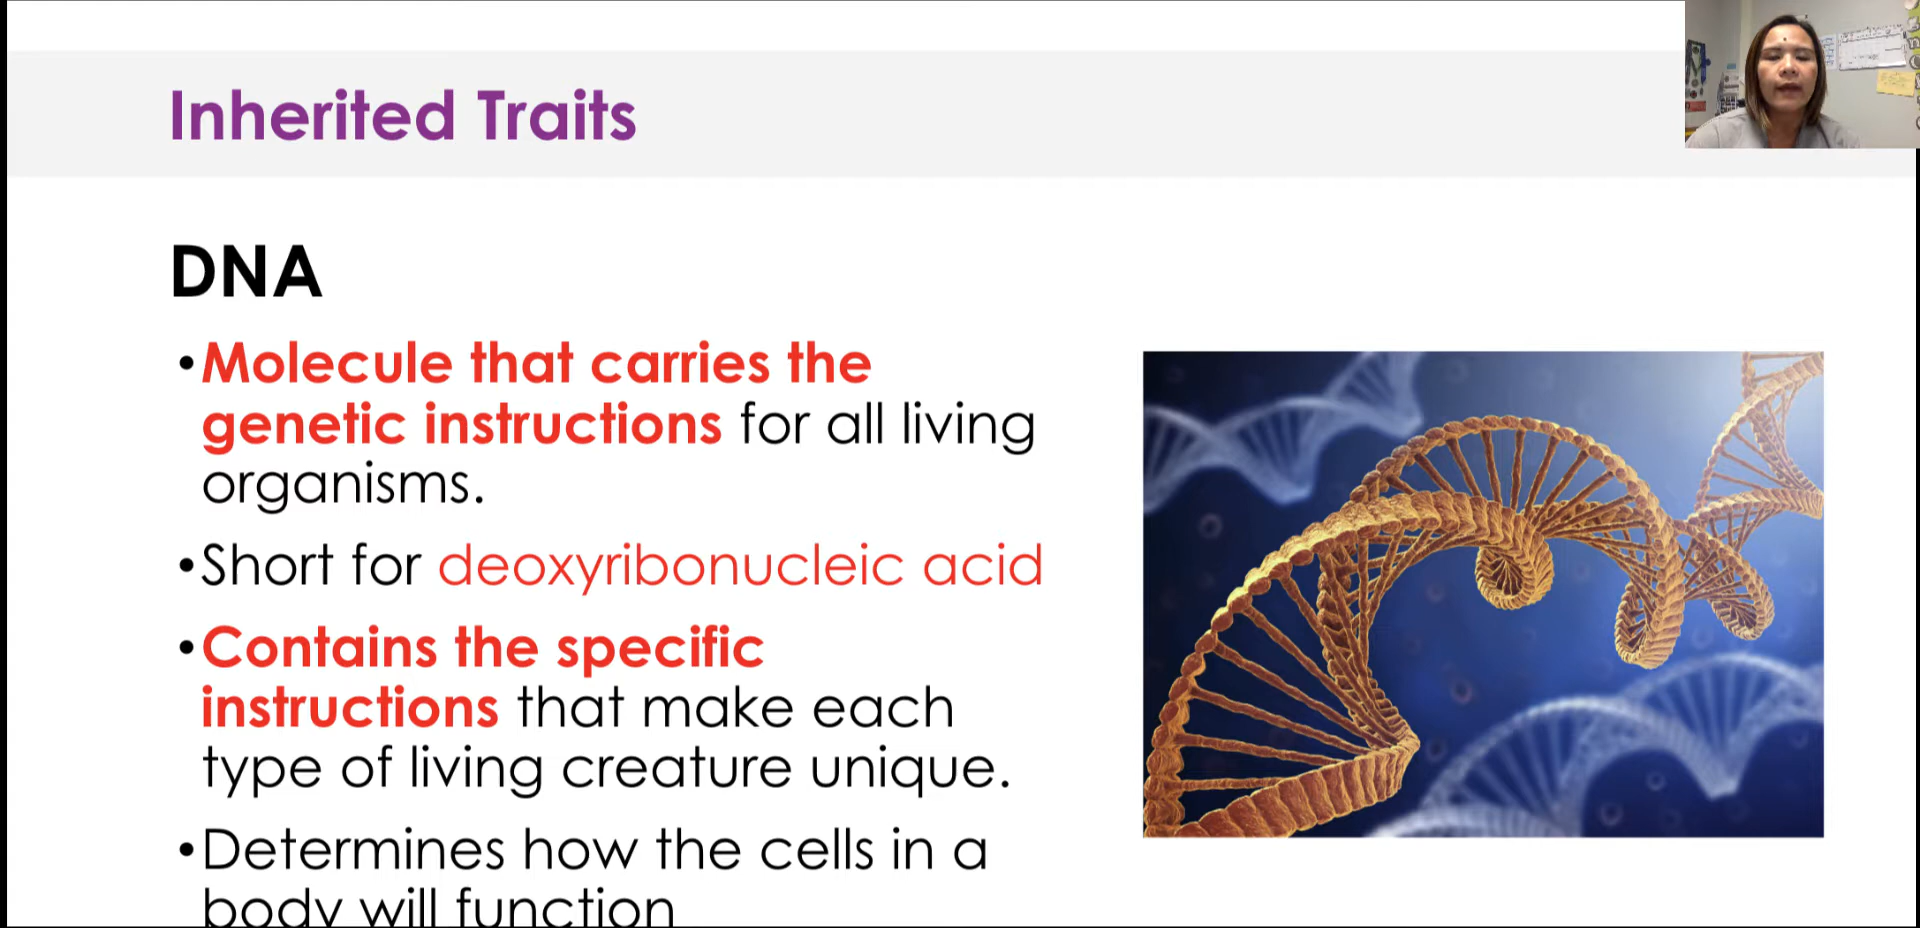 Inherited Traits
DNA
•Molecule that carries the
genetic instructions for all living
organisms.
•Short for deoxyribonucleic acid
•Contains the specific
instructions that make each
type of living creature unique.
•Determines how the cells in a
body will function